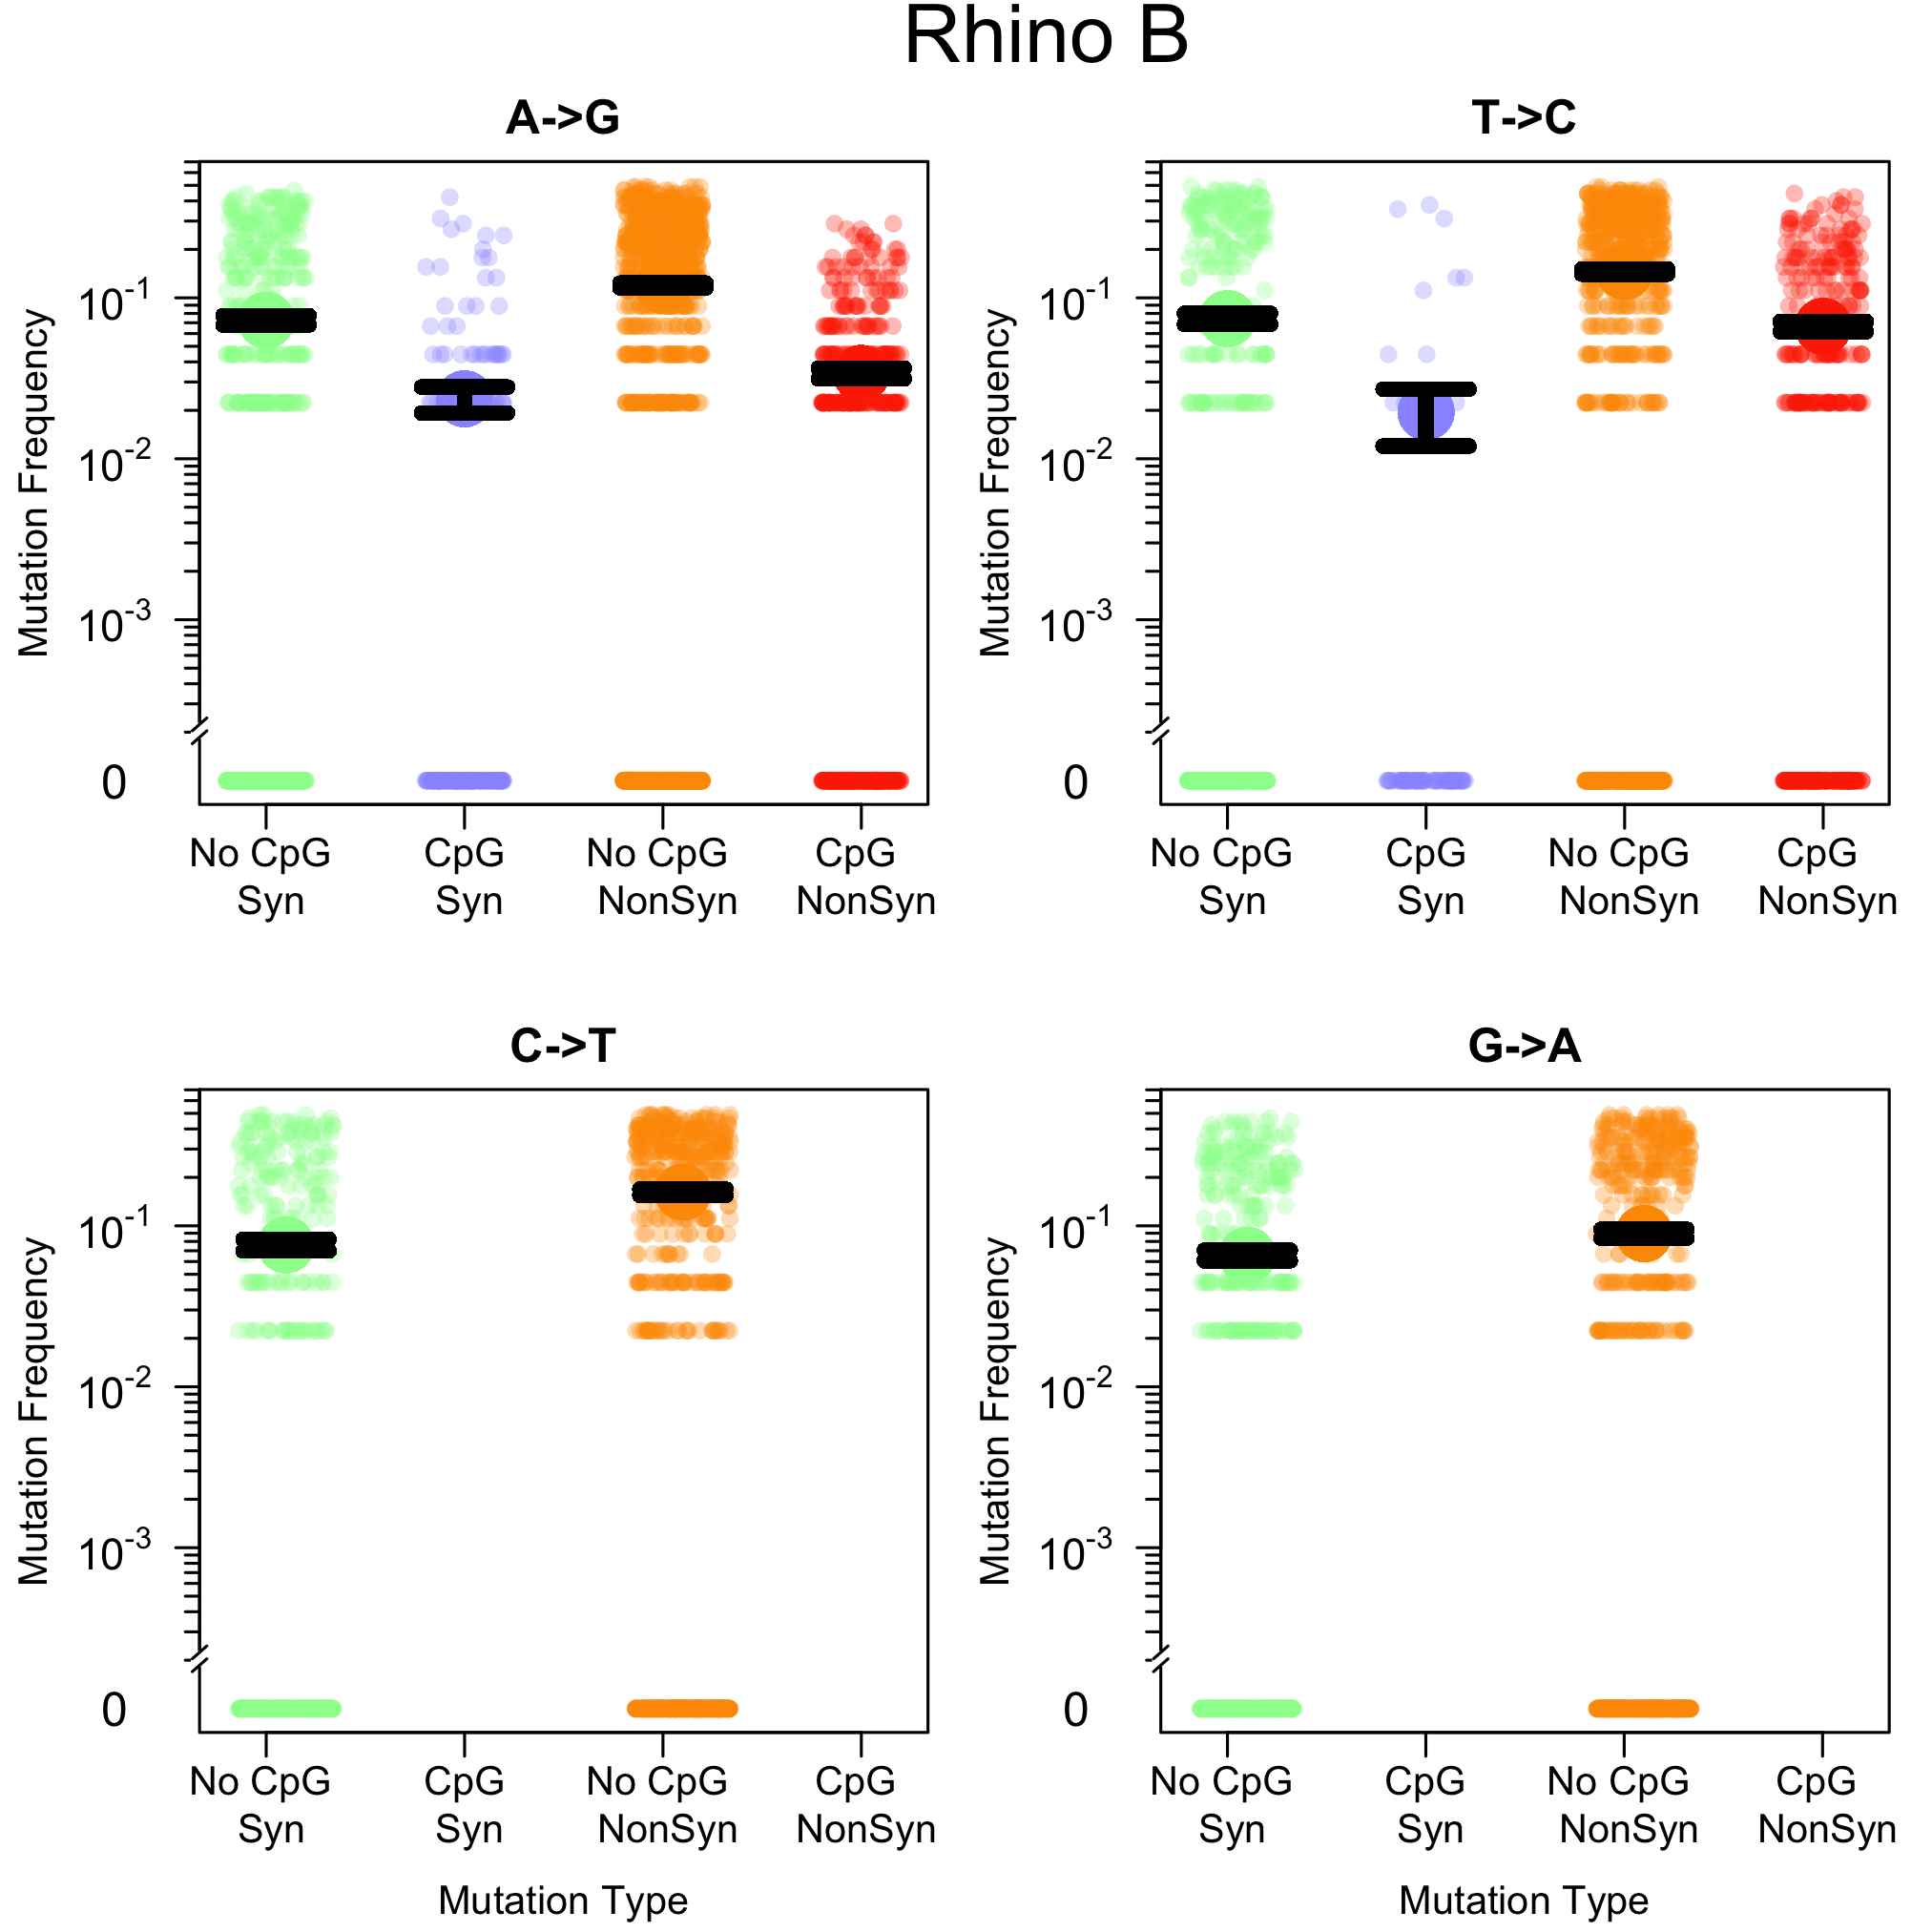 Rhino B
A->G
Mutation Frequency
10-1
10-2
10-3
0
No CpG Syn
CpG Syn
No CpG NonSyn
CpG NonSyn
T->C
Mutation Frequency
10-1
10-2
10-3
0
No CpG Syn
CpG Syn
No CpG NonSyn
CpG NonSyn
C->T
Mutation Frequency
10-1
10-2
10-3
0
No CpG Syn
CpG Syn
No CpG NonSyn
CpG NonSyn
Mutation Type
G->A
Mutation Frequency
10-1
10-2
10-3
0
No CpG Syn
CpG Syn
No CpG NonSyn
CpG NonSyn
Mutation Type